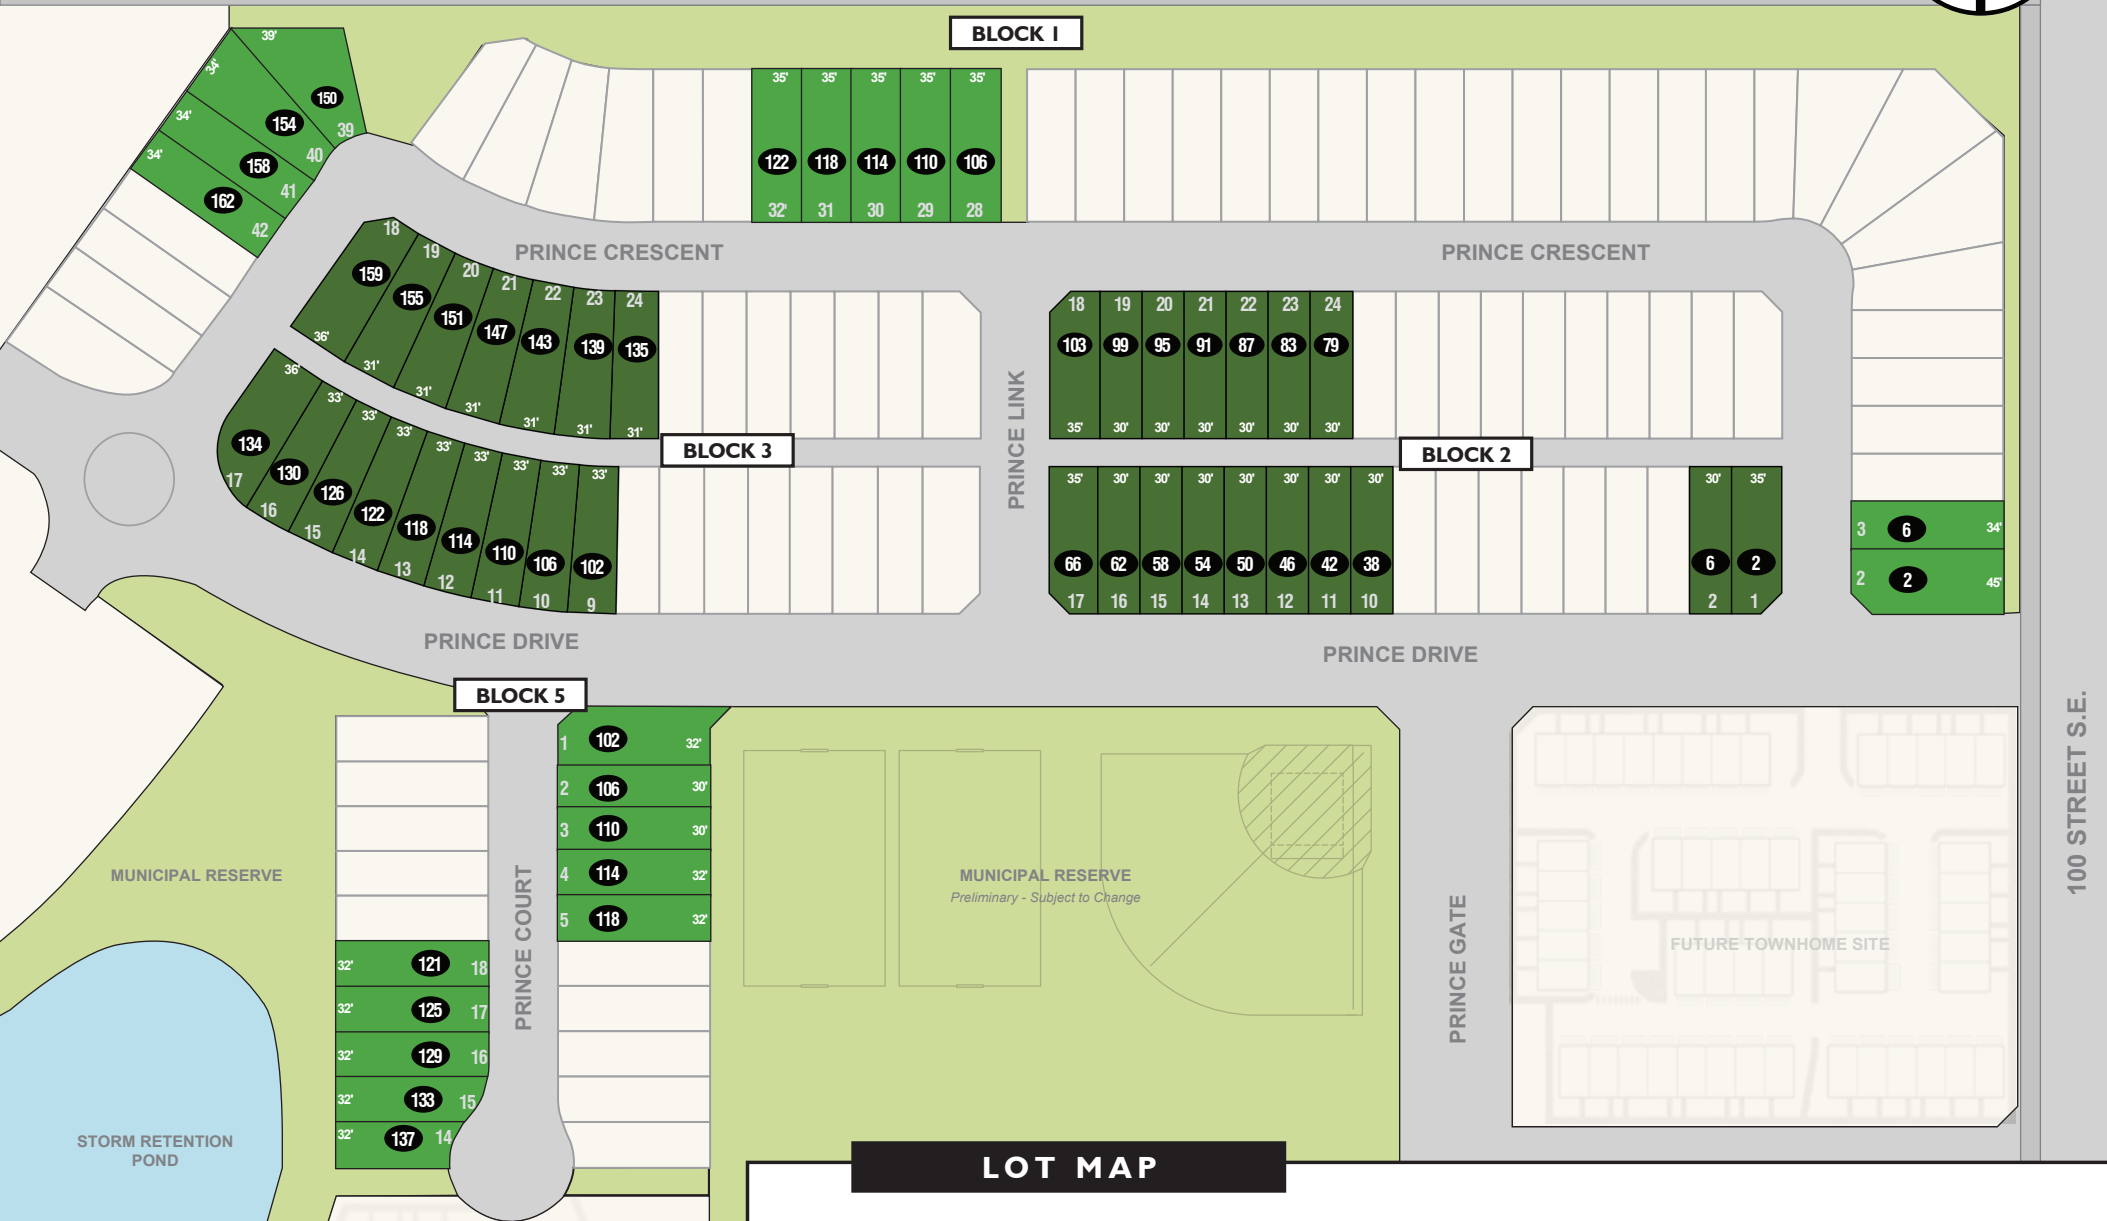 BLOCK 1
39'
34'
150
154
39
34'
40
158
34'
41
162
42
35' 35' 35' 35' 35'
122 118 114 110 106
32' 31 30 29 28
PRINCE CRESCENT
PRINCE CRESCENT
18 19 20 21 22 23 24
159 155 151 147 143 139 135
36' 31' 31' 31' 31' 31' 31'
18 19 20 21 22 23 24
103 99 95 91 87 83 79
35' 30' 30' 30' 30' 30' 30'
PRINCE LINK
BLOCK 3
BLOCK 2
36' 33' 33' 33' 33' 33' 33' 33' 33'
134 130 126 122 118 114 110 106 102
17 16 15 14 13 12 11 10 9
35' 30' 30' 30' 30' 30' 30' 30'
66 62 58 54 50 46 42 38
17 16 15 14 13 12 11 10
30' 35'
6 2
2 1
3 6 34'
2 2 45'
PRINCE DRIVE
PRINCE DRIVE
BLOCK 5
1 102 32'
2 106 30'
3 110 30'
4 114 32'
5 118 32'
MUNICIPAL RESERVE
PRINCE COURT
MUNICIPAL RESERVE
Preliminary - Subject to Change
PRINCE GATE
FUTURE TOWNHOME SITE
100 STREET S.E.
32' 121 18
32' 125 17
32' 129 16
32' 133 15
32' 137 14
STORM RETENTION
POND
LOT MAP